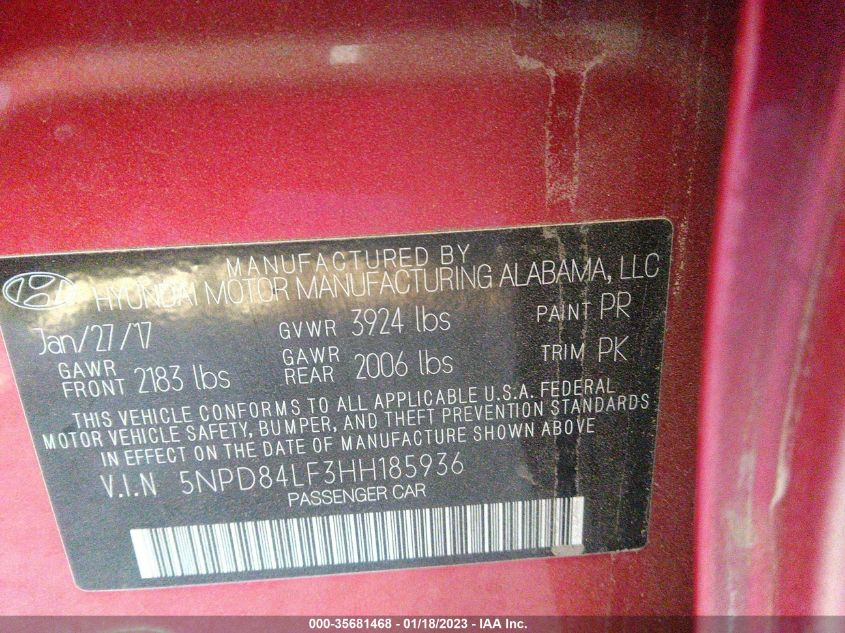 MANUFACTURED BY
HYUNDAI MOTOR MANUFACTURING ALABAMA, LLC
Jan/27/17 GVWR 3924 lbs PAINT PR
GAWR FRONT 2183 lbs GAWR REAR 2006 lbs TRIM PK
THIS VEHICLE CONFORMS TO ALL APPLICABLE U.S.A. FEDERAL
MOTOR VEHICLE SAFETY, BUMPER, AND THEFT PREVENTION STANDARDS
IN EFFECT ON THE DATE OF MANUFACTURE SHOWN ABOVE
V.I.N 5NPD84LF3HH185936
PASSENGER CAR
000-35681468 - 01/18/2023 - IAA Inc.